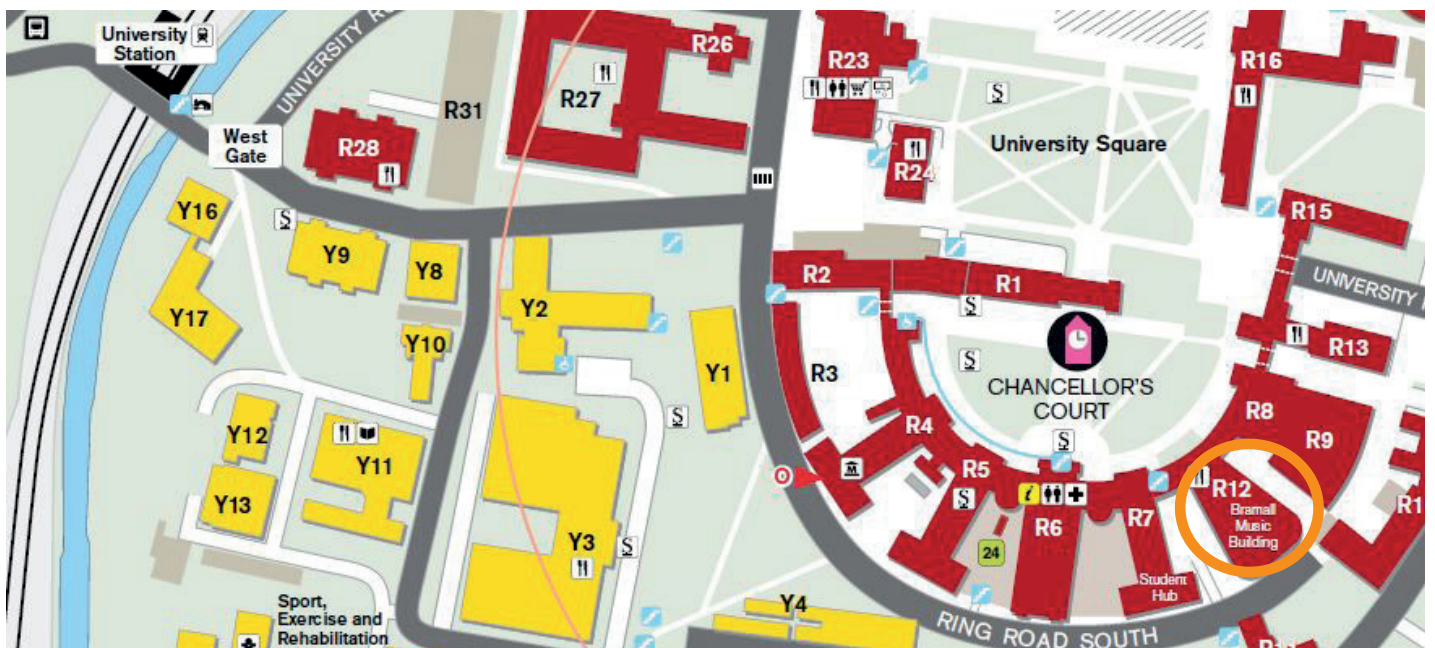 University
Station
UNIVERSITY
West
Gate
R31
R28
R27
R26
R23
R24
R16
University Square
R15
UNIVERSITY
R13
R2
R1
R3
CHANCELLOR'S
COURT
R4
R5
R6
R7
Student
Hub
R8
R9
R12
Bramall
Music
Building
24
RING ROAD SOUTH
Y16
Y17
Y9
Y8
Y10
Y2
Y1
Y12
Y13
Y11
Y3
Y4
Sport,
Exercise and
Rehabilitation